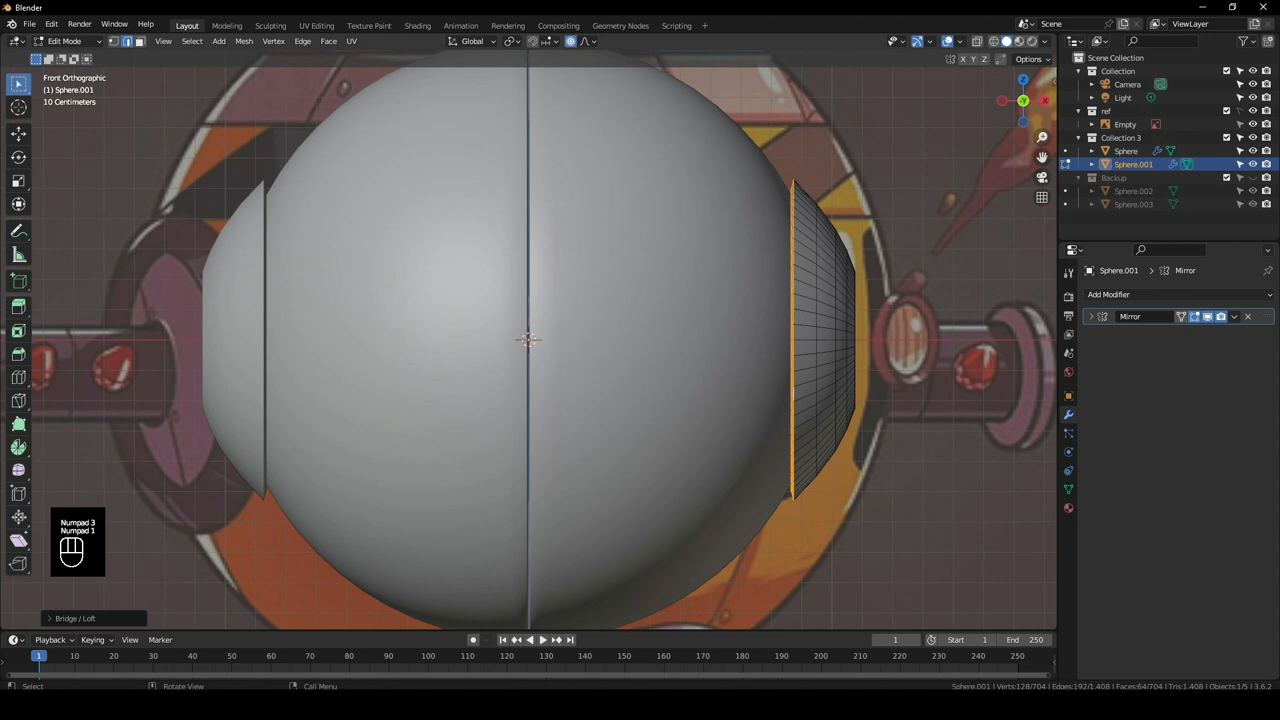 Blender
File Edit Render Window Help Layout Modeling Sculpting UV Editing Texture Paint Shading Animation Rendering Compositing Geometry Nodes Scripting + Scene ViewLayer
Edit Mode View Select Add Mesh Vertex Edge Face UV Global
X Y Z Options
Front Orthographic
(1) Sphere.001
10 Centimeters
Z
-Y X
Scene Collection
Collection
Camera
Light
ref
Empty
Collection 3
Sphere
Sphere.001
Backup
Sphere.002
Sphere.003
Sphere.001 > Mirror
Add Modifier
Mirror
Numpad 3
Numpad 1
> Bridge / Loft
Playback Keying View Marker 1 Start 1 End 250
1 10 20 30 40 50 60 70 80 90 100 110 120 130 140 150 160 170 180 190 200 210 220 230 240 250
Select Rotate View Call Menu Sphere.001 | Verts:128/704 | Edges:192/1.408 | Faces:64/704 | Tris:1.408 | Objects:1/5 | 3.6.2